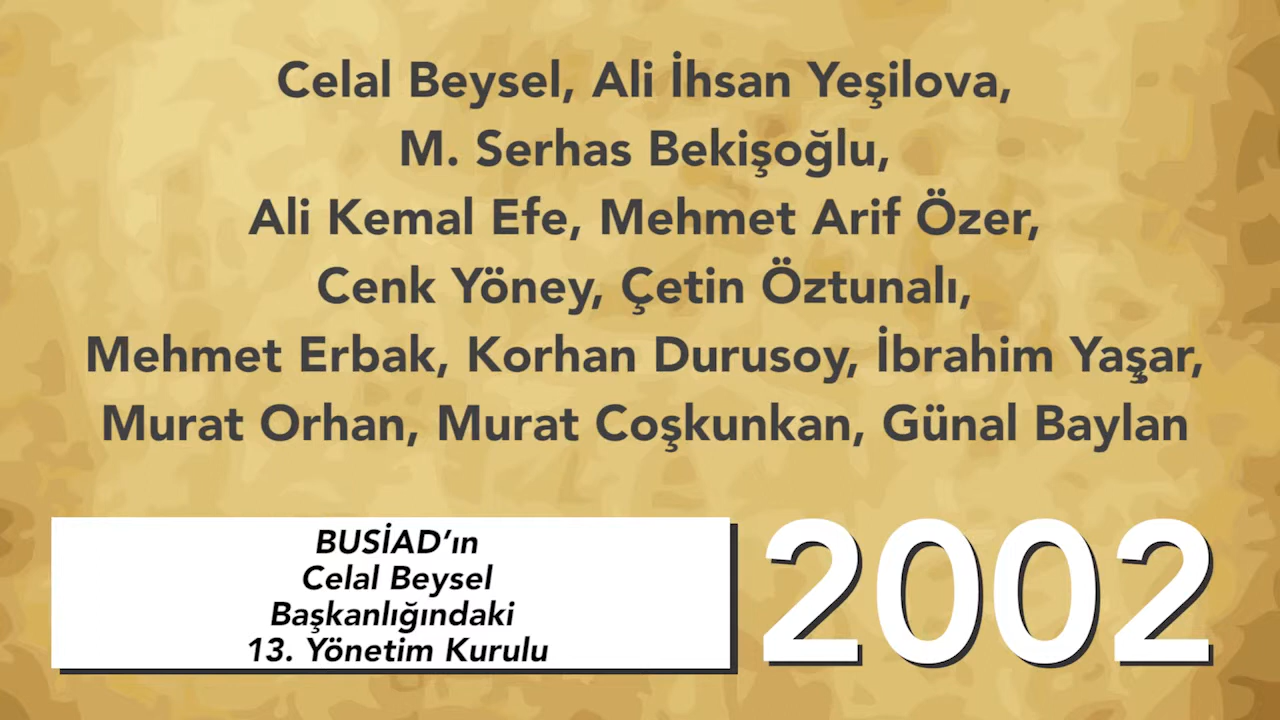 Celal Beysel, Ali İhsan Yeşilova,
M. Serhas Bekişoğlu,
Ali Kemal Efe, Mehmet Arif Özer,
Cenk Yöney, Çetin Öztunalı,
Mehmet Erbak, Korhan Durusoy, İbrahim Yaşar,
Murat Orhan, Murat Coşkunkan, Günal Baylan
BUSİAD’ın
Celal Beysel
Başkanlığındaki
13. Yönetim Kurulu
2002